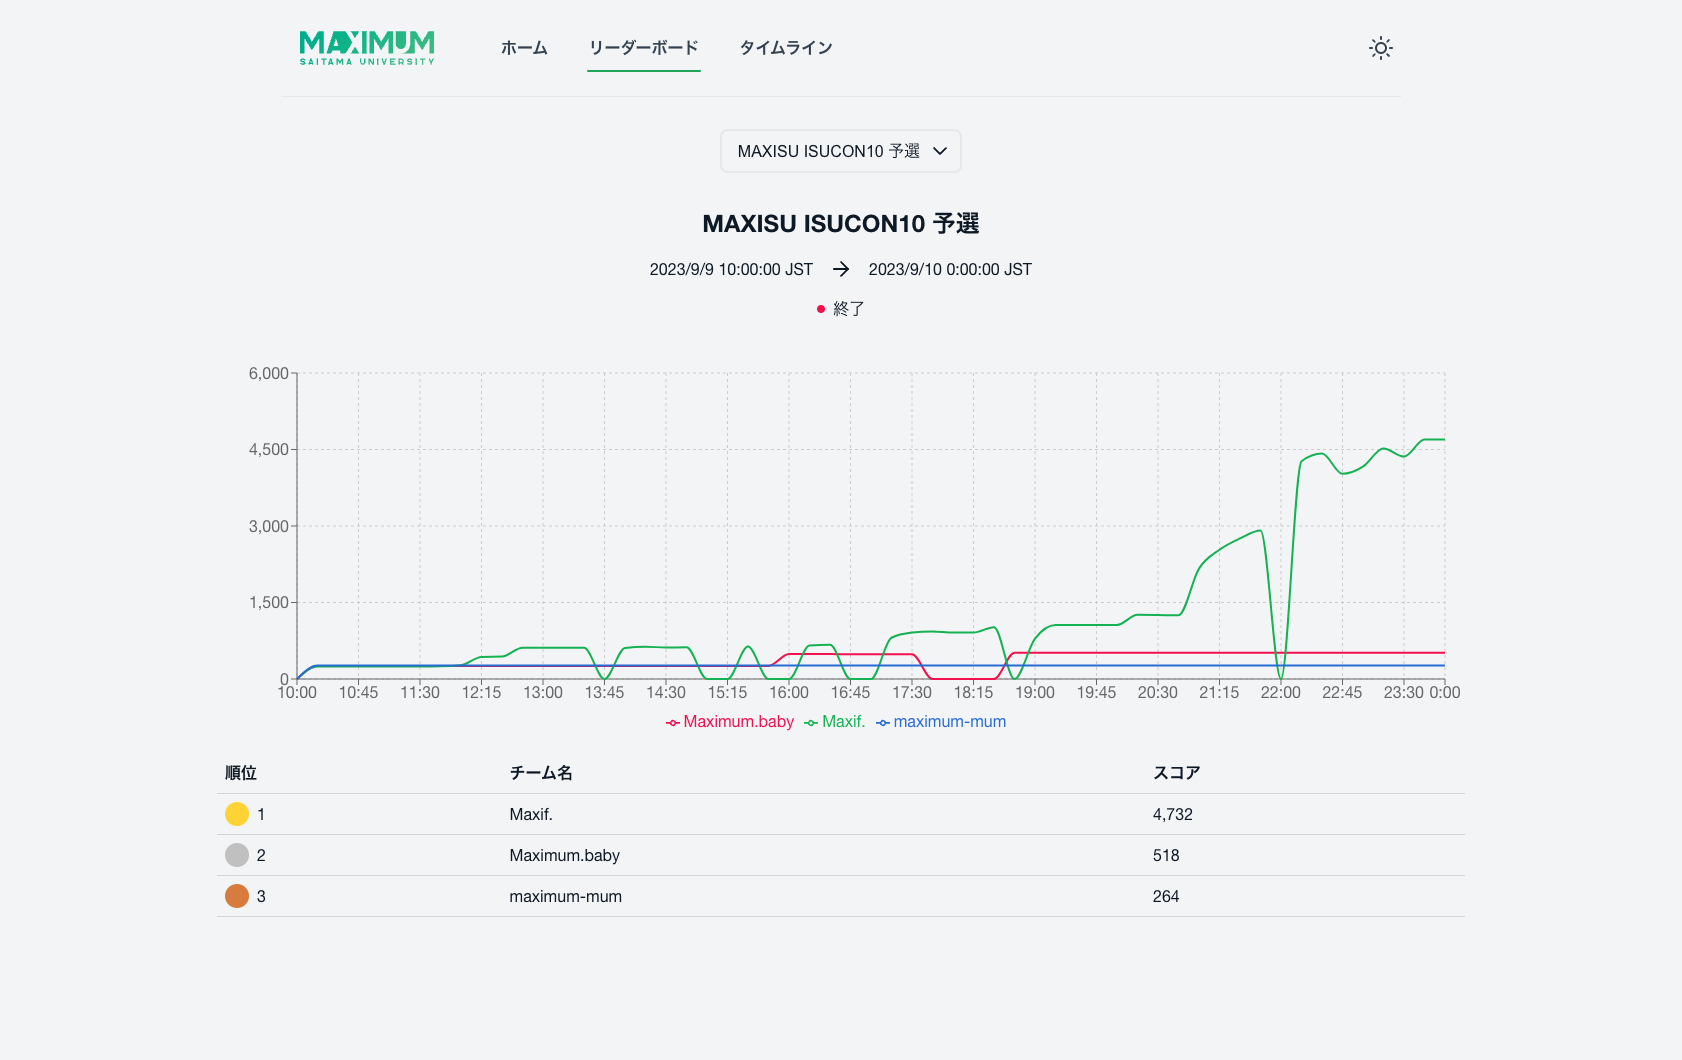 MAXIMUM
SAITAMA UNIVERSITY
ホーム
リーダーボード
タイムライン
MAXISU ISUCON10 予選
MAXISU ISUCON10 予選
2023/9/9 10:00:00 JST → 2023/9/10 0:00:00 JST
終了
6,000
4,500
3,000
1,500
0
10:00 10:45 11:30 12:15 13:00 13:45 14:30 15:15 16:00 16:45 17:30 18:15 19:00 19:45 20:30 21:15 22:00 22:45 23:30 0:00
Maximum.baby Maxif. maximum-mum
順位 チーム名 スコア
1 Maxif. 4,732
2 Maximum.baby 518
3 maximum-mum 264